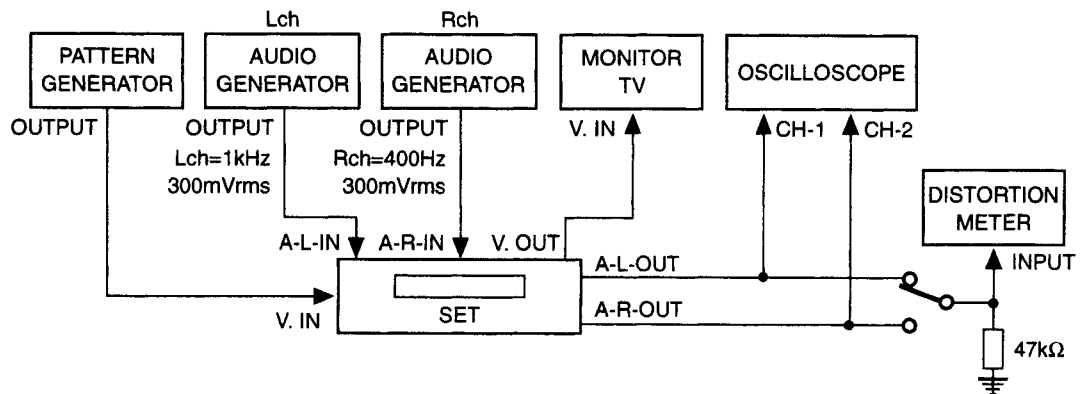 Lch
Rch
PATTERN
GENERATOR
AUDIO
GENERATOR
AUDIO
GENERATOR
MONITOR
TV
OSCILLOSCOPE
OUTPUT
OUTPUT
Lch=1kHz
300mVrms
OUTPUT
Rch=400Hz
300mVrms
V. IN
CH-1
CH-2
DISTORTION
METER
INPUT
A-L-IN
A-R-IN
V. OUT
A-L-OUT
A-R-OUT
V. IN
SET
47kΩ